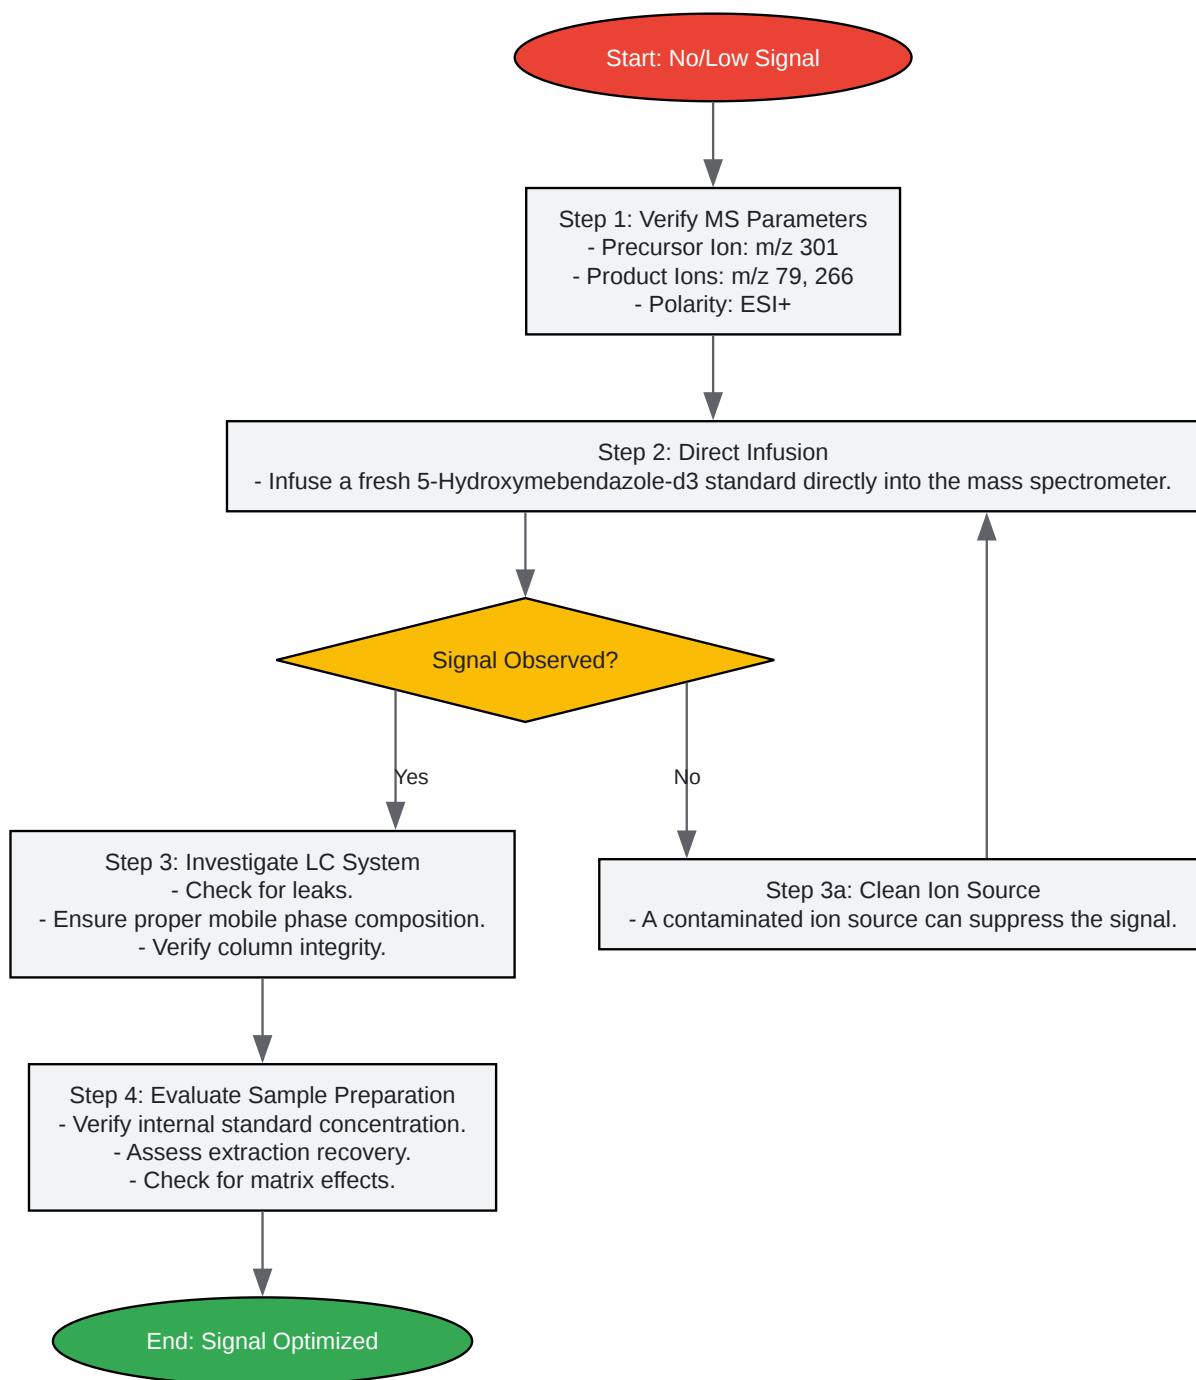 Start: No/Low Signal
Step 1: Verify MS Parameters
- Precursor Ion: m/z 301
- Product Ions: m/z 79, 266
- Polarity: ESI+
Step 2: Direct Infusion
- Infuse a fresh 5-Hydroxymebendazole-d3 standard directly into the mass spectrometer.
Signal Observed?
Yes
No
Step 3: Investigate LC System
- Check for leaks.
- Ensure proper mobile phase composition.
- Verify column integrity.
Step 3a: Clean Ion Source
- A contaminated ion source can suppress the signal.
Step 4: Evaluate Sample Preparation
- Verify internal standard concentration.
- Assess extraction recovery.
- Check for matrix effects.
End: Signal Optimized